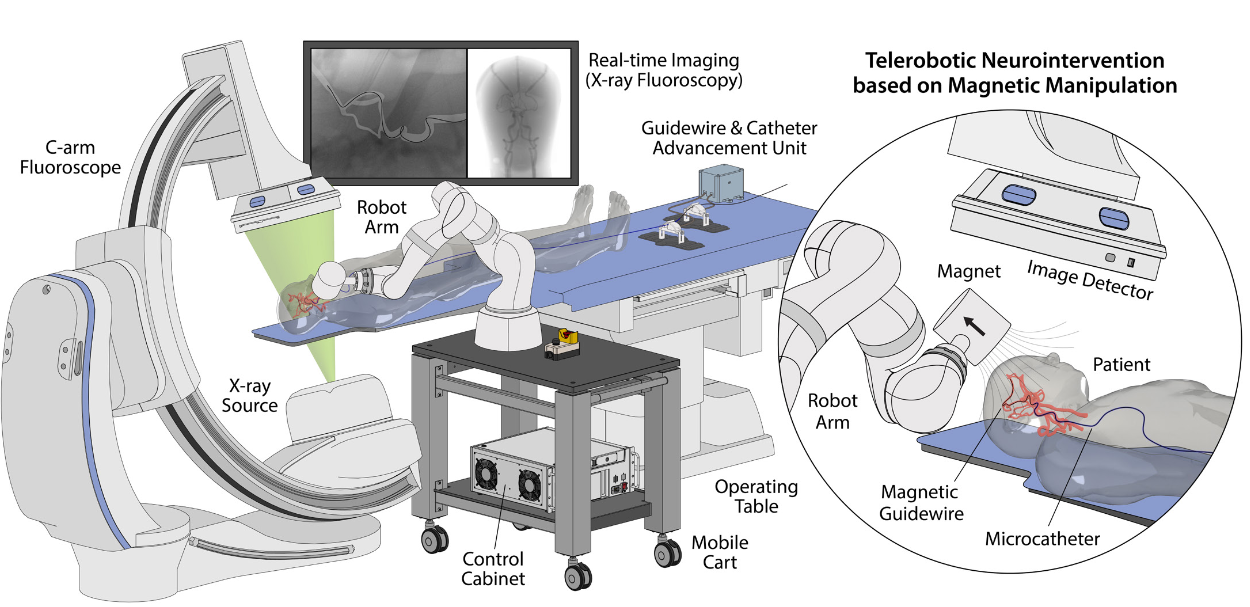 Real-time Imaging
(X-ray Fluoroscopy)
Telerobotic Neurointervention
based on Magnetic Manipulation
C-arm
Fluoroscope
Guidewire & Catheter
Advancement Unit
Robot
Arm
Magnet
Image Detector
Patient
X-ray
Source
Robot
Arm
Operating
Table
Magnetic
Guidewire
Microcatheter
Control
Cabinet
Mobile
Cart